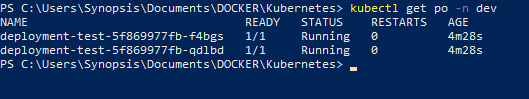 PS C:\Users\Synopsis\Documents\DOCKER\Kubernetes> kubectl get po -n dev
NAME READY STATUS RESTARTS AGE
deployment-test-5f869977fb-f4bgs 1/1 Running 0 4m28s
deployment-test-5f869977fb-qdlbd 1/1 Running 0 4m28s
PS C:\Users\Synopsis\Documents\DOCKER\Kubernetes>